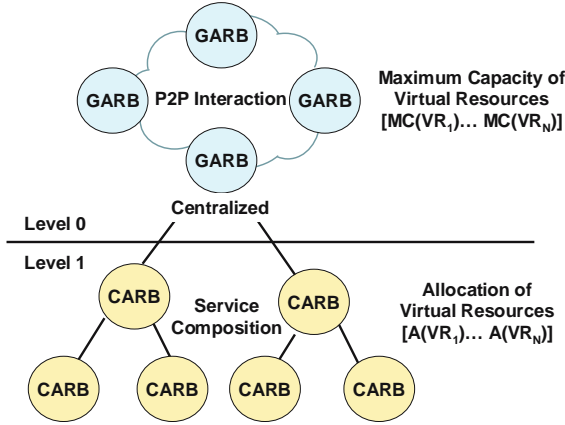 GARB
GARB
P2P Interaction
GARB
GARB
Maximum Capacity of
Virtual Resources
[MC(VR1)... MC(VRN)]
Centralized
Level 0
Level 1
CARB
Service
Composition
CARB
Allocation of
Virtual Resources
[A(VR1)... A(VRN)]
CARB
CARB
CARB
CARB